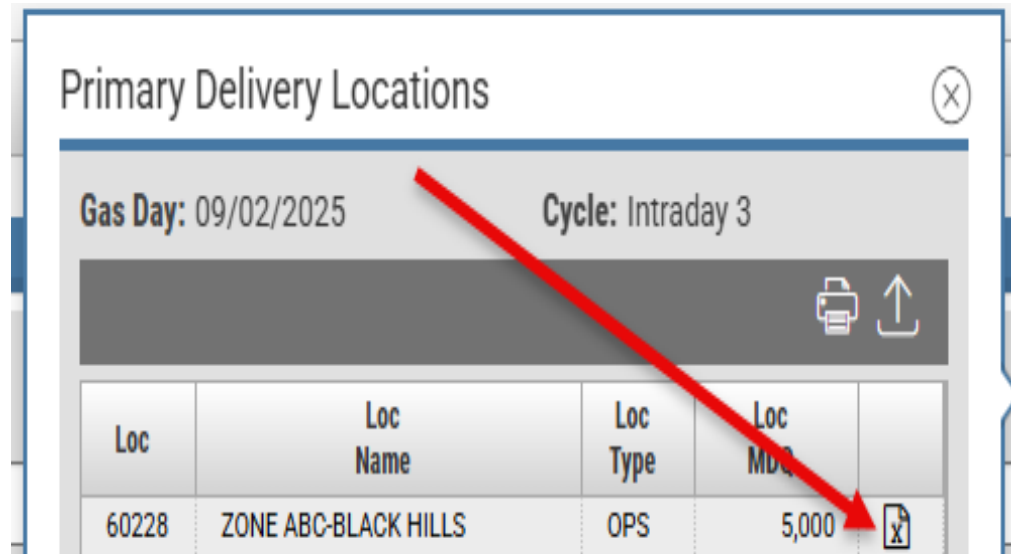 Primary Delivery Locations
Gas Day: 09/02/2025 Cycle: Intraday 3
Loc Loc Name Loc Type Loc MDQ
60228 ZONE ABC-BLACK HILLS OPS 5,000